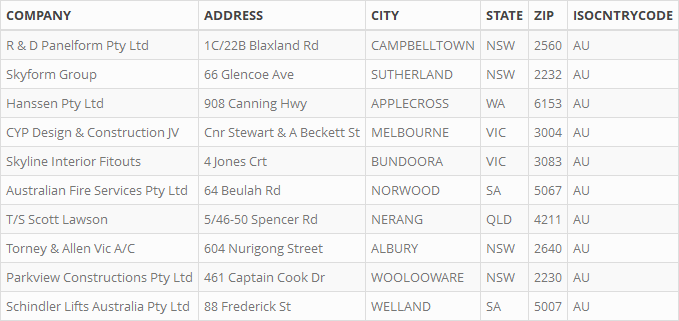 COMPANY ADDRESS CITY STATE ZIP ISOCNTRYCODE
R & D Panelform Pty Ltd 1C/22B Blaxland Rd CAMPBELLTOWN NSW 2560 AU
Skyform Group 66 Glencoe Ave SUTHERLAND NSW 2232 AU
Hanssen Pty Ltd 908 Canning Hwy APPLECROSS WA 6153 AU
CYP Design & Construction JV Cnr Stewart & A Beckett St MELBOURNE VIC 3004 AU
Skyline Interior Fitouts 4 Jones Crt BUNDOORA VIC 3083 AU
Australian Fire Services Pty Ltd 64 Beulah Rd NORWOOD SA 5067 AU
T/S Scott Lawson 5/46-50 Spencer Rd NERANG QLD 4211 AU
Torney & Allen Vic A/C 604 Nurigong Street ALBURY NSW 2640 AU
Parkview Constructions Pty Ltd 461 Captain Cook Dr WOOLOOWARE NSW 2230 AU
Schindler Lifts Australia Pty Ltd 88 Frederick St WELLAND SA 5007 AU